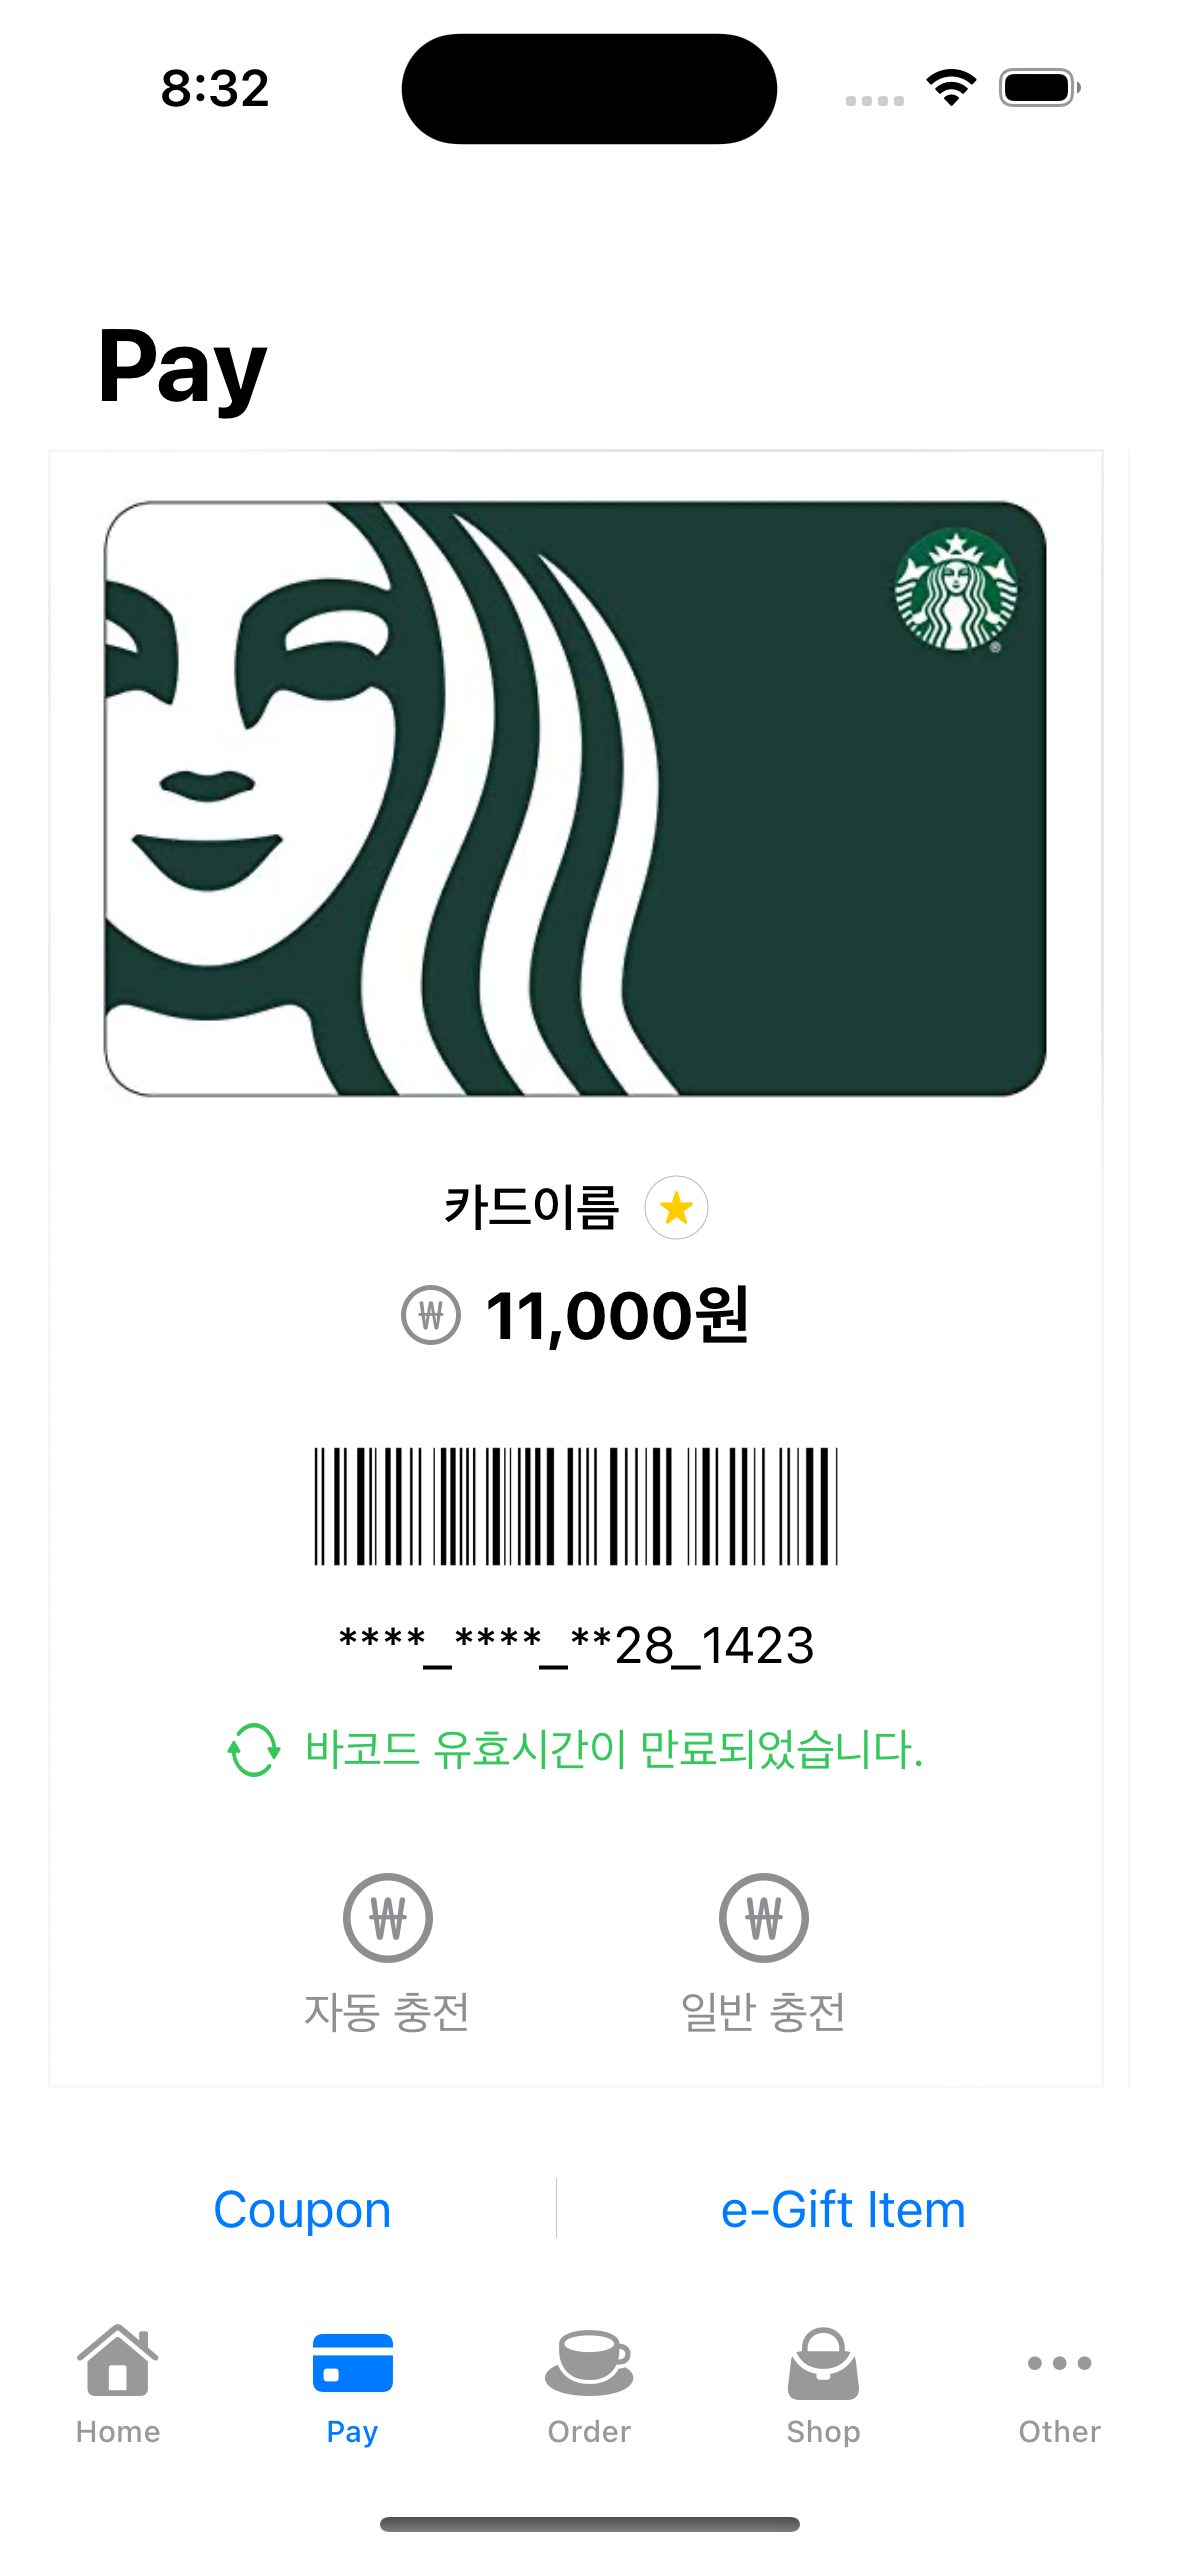 8:32
Pay
카드이름
₩ 11,000원
****_****_**28_1423
바코드 유효시간이 만료되었습니다.
₩ ₩
자동 충전 일반 충전
Coupon e-Gift Item
Home Pay Order Shop Other